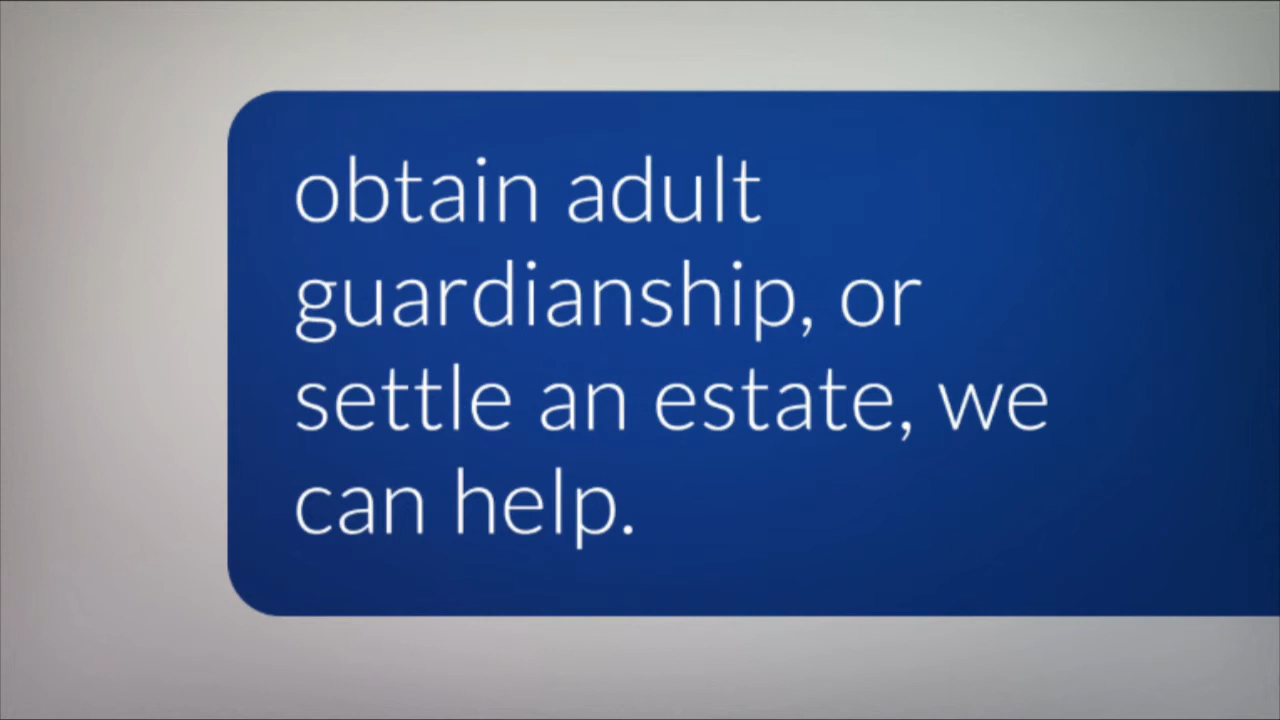 obtain adult
guardianship, or
settle an estate, we
can help.